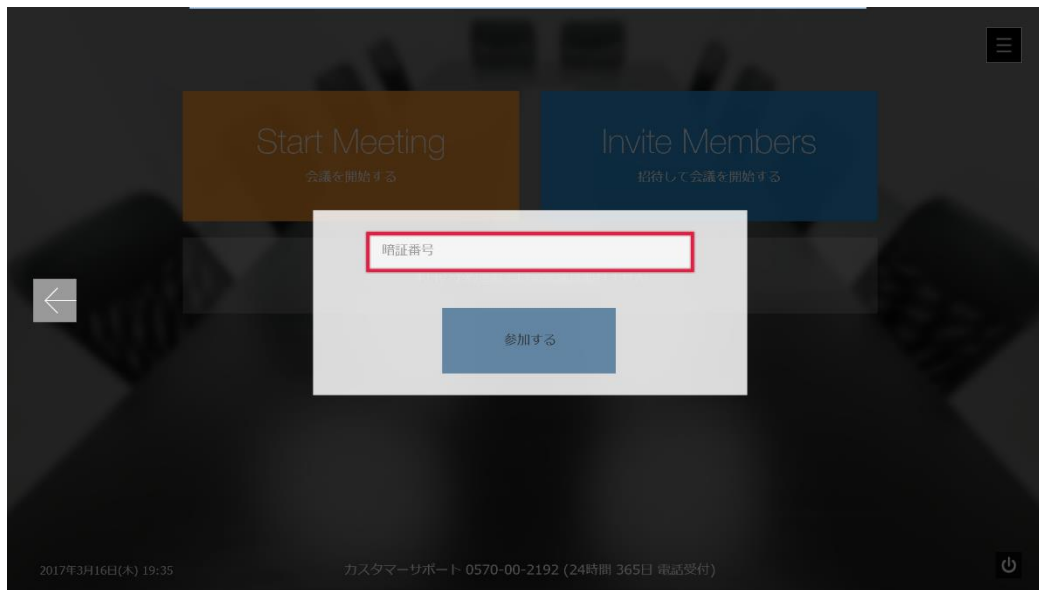 Start Meeting
会議を開始する
Invite Members
招待して会議を開始する
暗証番号
参加する
2017年3月16日(木) 19:35
カスタマーサポート 0570-00-2192 (24時間 365日 電話受付)